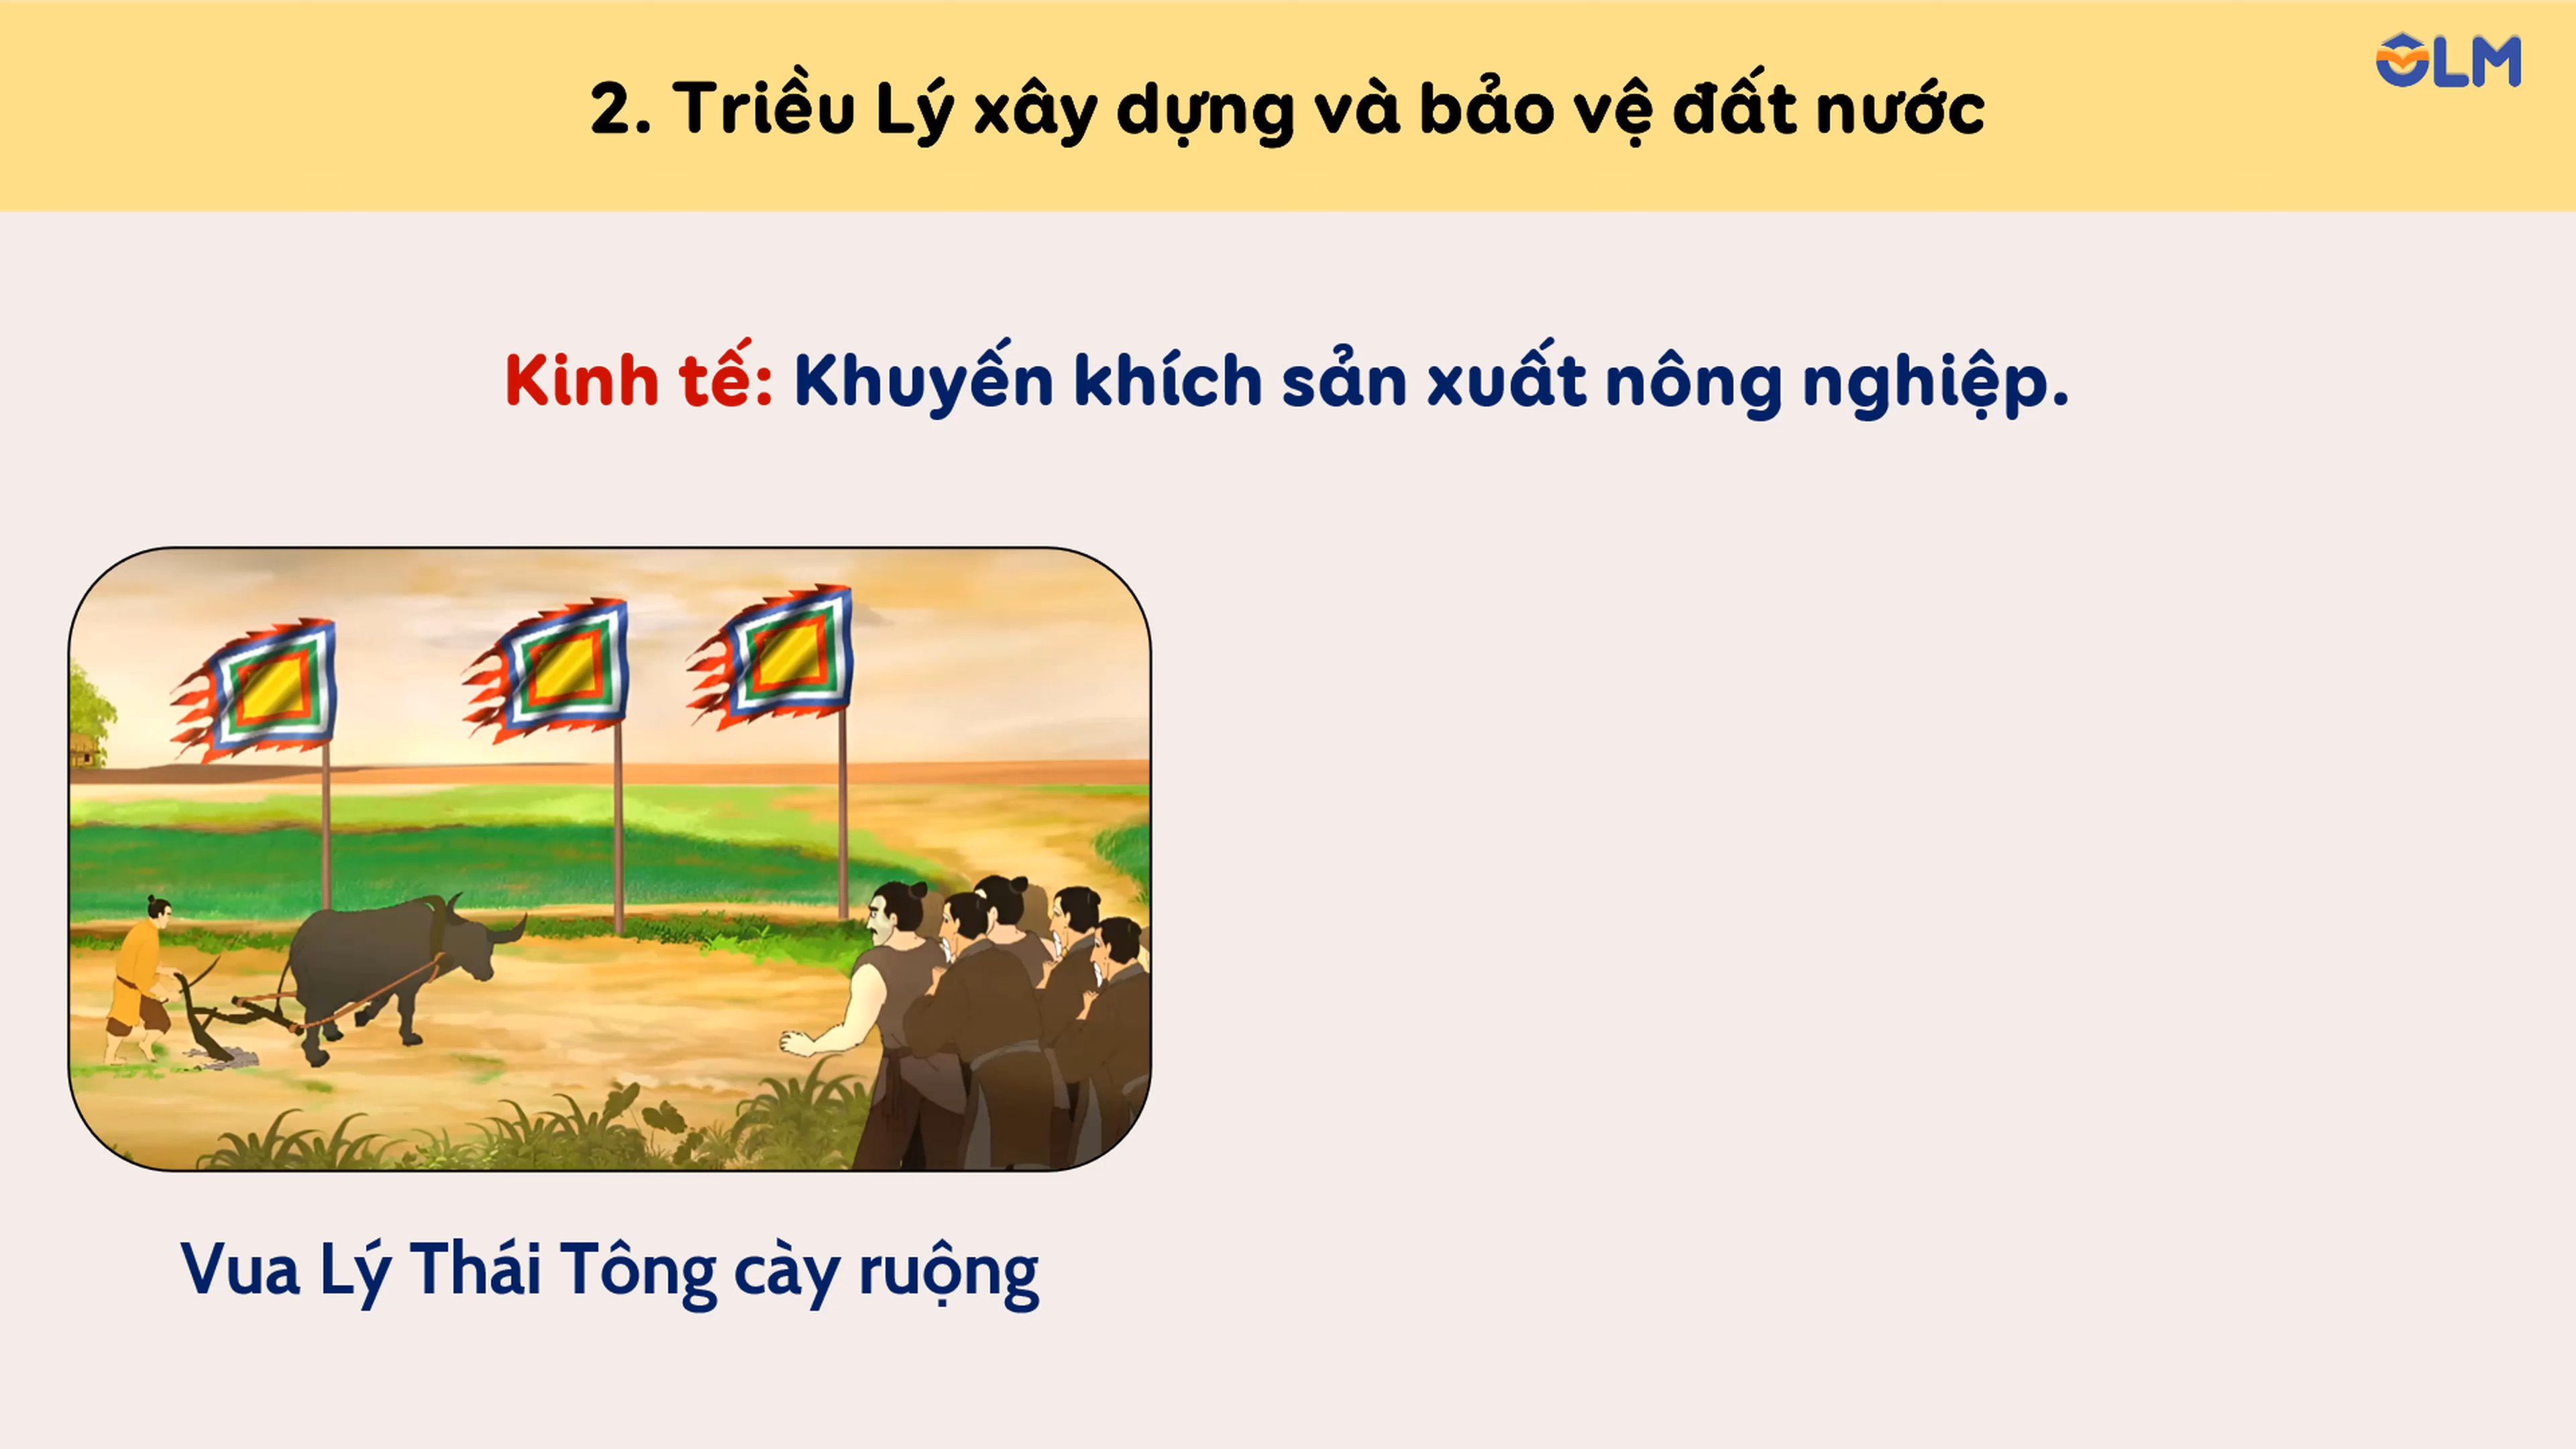 OLM
2. Triều Lý xây dựng và bảo vệ đất nước
Kinh tế: Khuyến khích sản xuất nông nghiệp.
Vua Lý Thái Tông cày ruộng